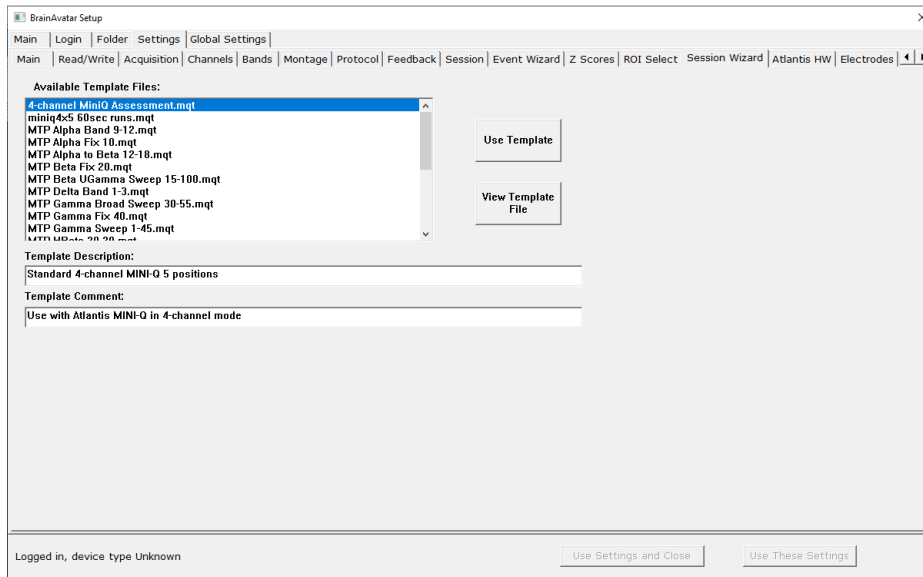 BrainAvatar Setup
Main Login Folder Settings Global Settings
Main Read/Write Acquisition Channels Bands Montage Protocol Feedback Session Event Wizard Z Scores ROI Select Session Wizard Atlantis HW Electrodes
Available Template Files:
4-channel MiniQ Assessment.mqt
miniq4x5 60sec runs.mqt
MTP Alpha Band 9-12.mqt
MTP Alpha Fix 10.mqt
MTP Alpha to Beta 12-18.mqt
MTP Beta Fix 20.mqt
MTP Beta UGamma Sweep 15-100.mqt
MTP Delta Band 1-3.mqt
MTP Gamma Broad Sweep 30-55.mqt
MTP Gamma Fix 40.mqt
MTP Gamma Sweep 1-45.mqt
Use Template
View Template
File
Template Description:
Standard 4-channel MINI-Q 5 positions
Template Comment:
Use with Atlantis MINI-Q in 4-channel mode
Logged in, device type Unknown
Use Settings and Close
Use These Settings